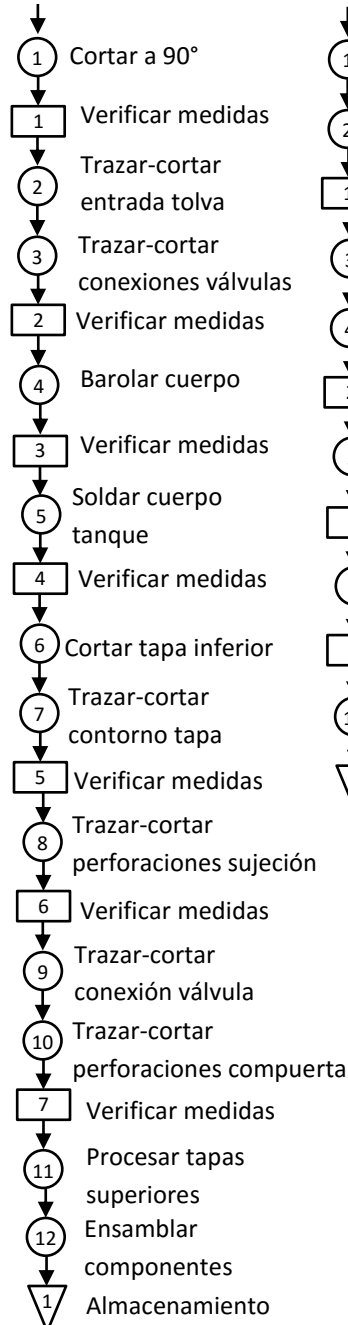 1 Cortar a 90°
1 Verificar medidas
2 Trazar-cortar
entrada tolva
3 Trazar-cortar
conexiones válvulas
2 Verificar medidas
4 Barolar cuerpo
3 Verificar medidas
5 Soldar cuerpo
tanque
4 Verificar medidas
6 Cortar tapa inferior
7 Trazar-cortar
contorno tapa
5 Verificar medidas
8 Trazar-cortar
perforaciones sujeción
6 Verificar medidas
9 Trazar-cortar
conexión válvula
10 Trazar-cortar
perforaciones compuerta
7 Verificar medidas
11 Procesar tapas
superiores
12 Ensamblar
componentes
1 Almacenamiento